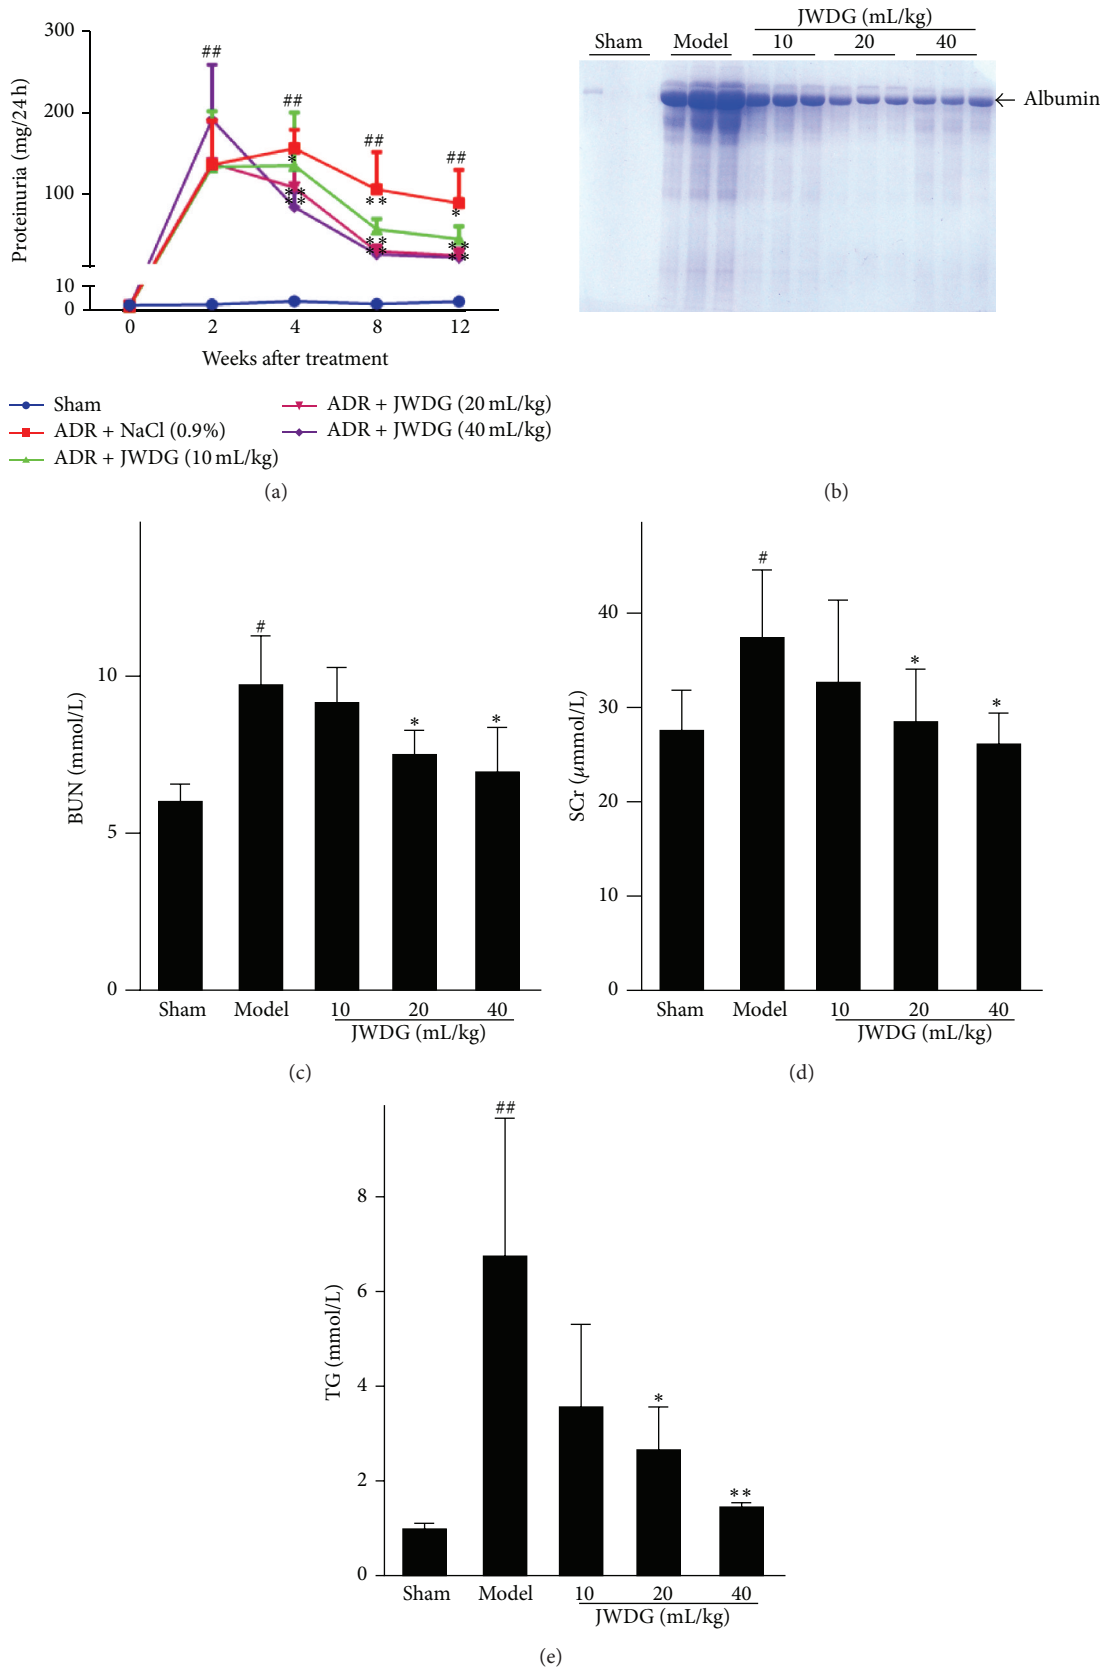 300
200
100
10
0
Proteinuria (mg/24 h)
##
##
##
##
*
**
**
**
**
**
*
**
**
0 2 4 8 12
Weeks after treatment
Sham
ADR + NaCl (0.9%)
ADR + JWDG (10 mL/kg)
ADR + JWDG (20 mL/kg)
ADR + JWDG (40 mL/kg)
(a)
JWDG (mL/kg)
Sham Model 10 20 40
← Albumin
(b)
BUN (mmol/L)
10
5
0
#
*
*
Sham Model 10 20 40
JWDG (mL/kg)
(c)
SCr (μmmol/L)
40
30
20
10
0
#
*
*
Sham Model 10 20 40
JWDG (mL/kg)
(d)
TG (mmol/L)
8
6
4
2
0
##
*
**
Sham Model 10 20 40
JWDG (mL/kg)
(e)